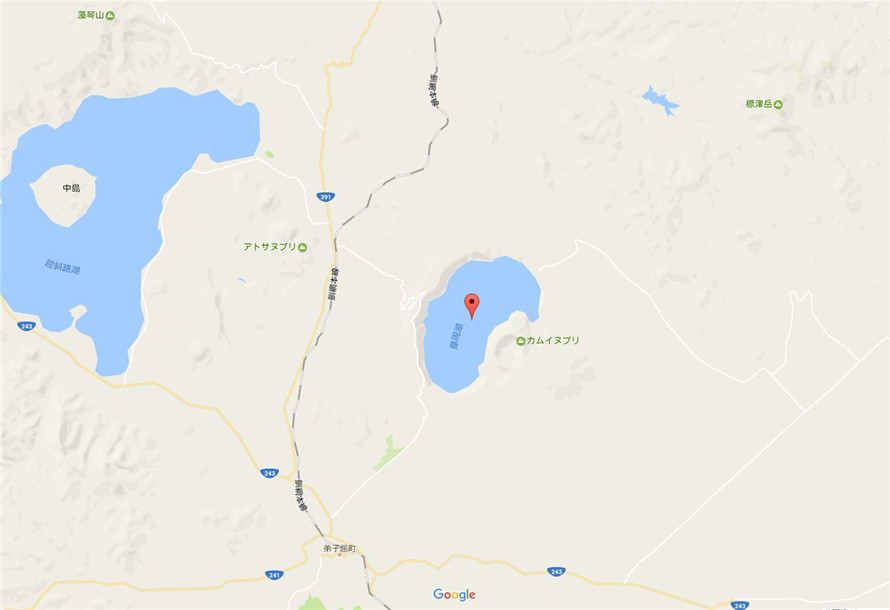 藻琴山
釧網本線
標津岳
中島
391
アトサヌプリ
屈斜路湖
釧網本線
243
摩周湖
カムイヌプリ
243
釧網本線
弟子屈町
241
243
Google
243